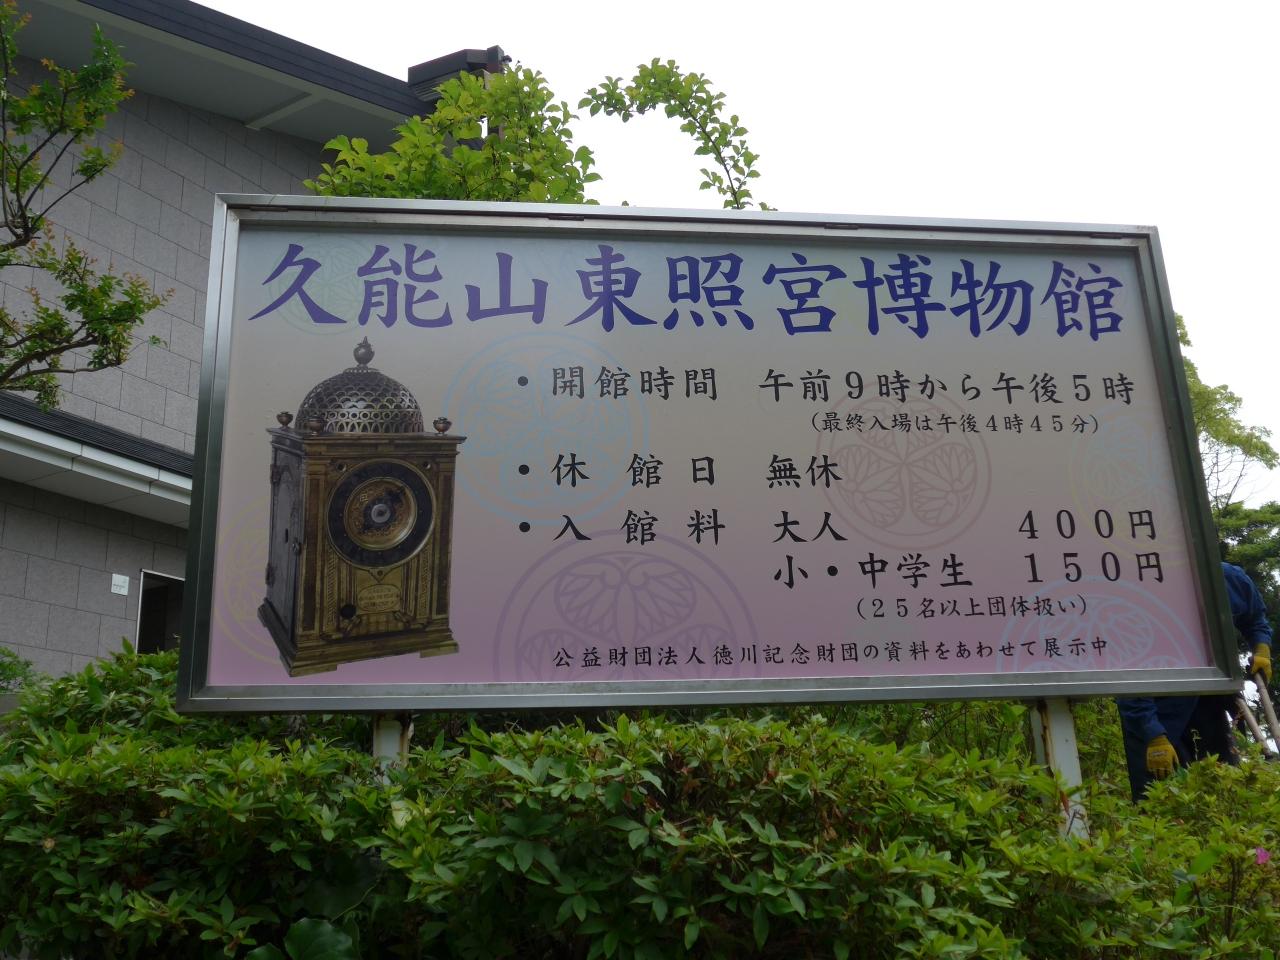 久能山東照宮博物館
・開館時間 午前9時から午後5時
(最終入場は午後4時45分)
・休館日 無休
・入館料 大人 400円
小・中学生 150円
(25名以上団体扱い)
公益財団法人徳川記念財団の資料をあわせて展示中